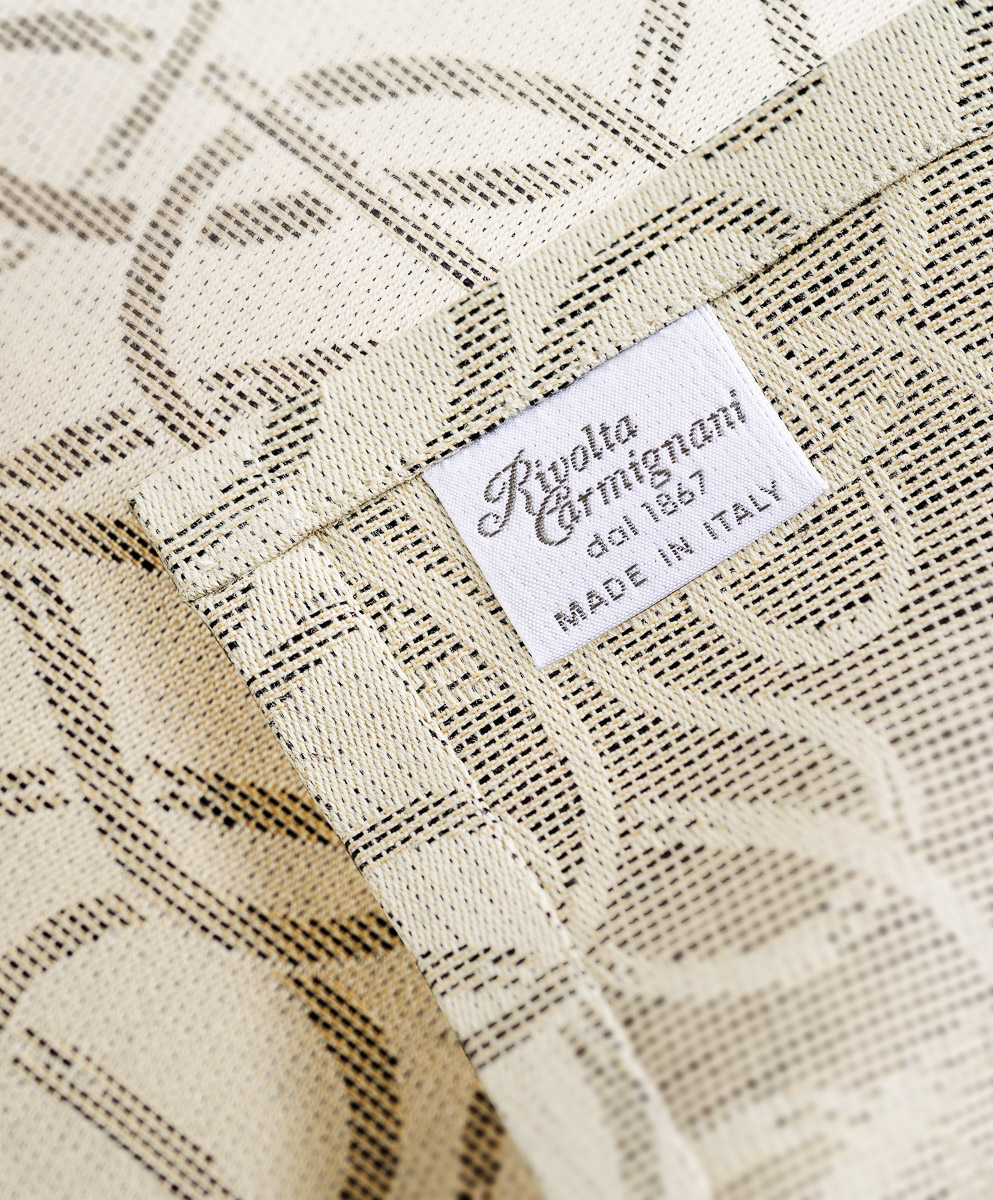 Rivolta
Carmignani
dal 1867
MADE IN ITALY